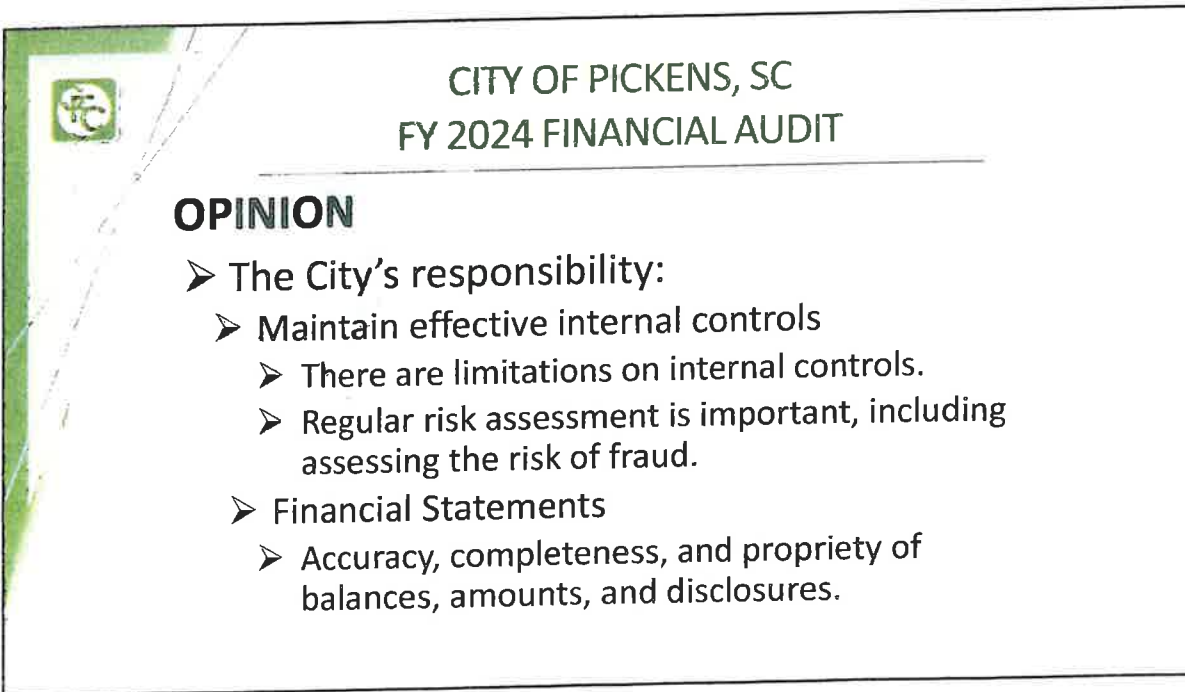 CITY OF PICKENS, SC
FY 2024 FINANCIAL AUDIT
OPINION
➢ The City's responsibility:
➢ Maintain effective internal controls
➢ There are limitations on internal controls.
➢ Regular risk assessment is important, including
assessing the risk of fraud.
➢ Financial Statements
➢ Accuracy, completeness, and propriety of
balances, amounts, and disclosures.